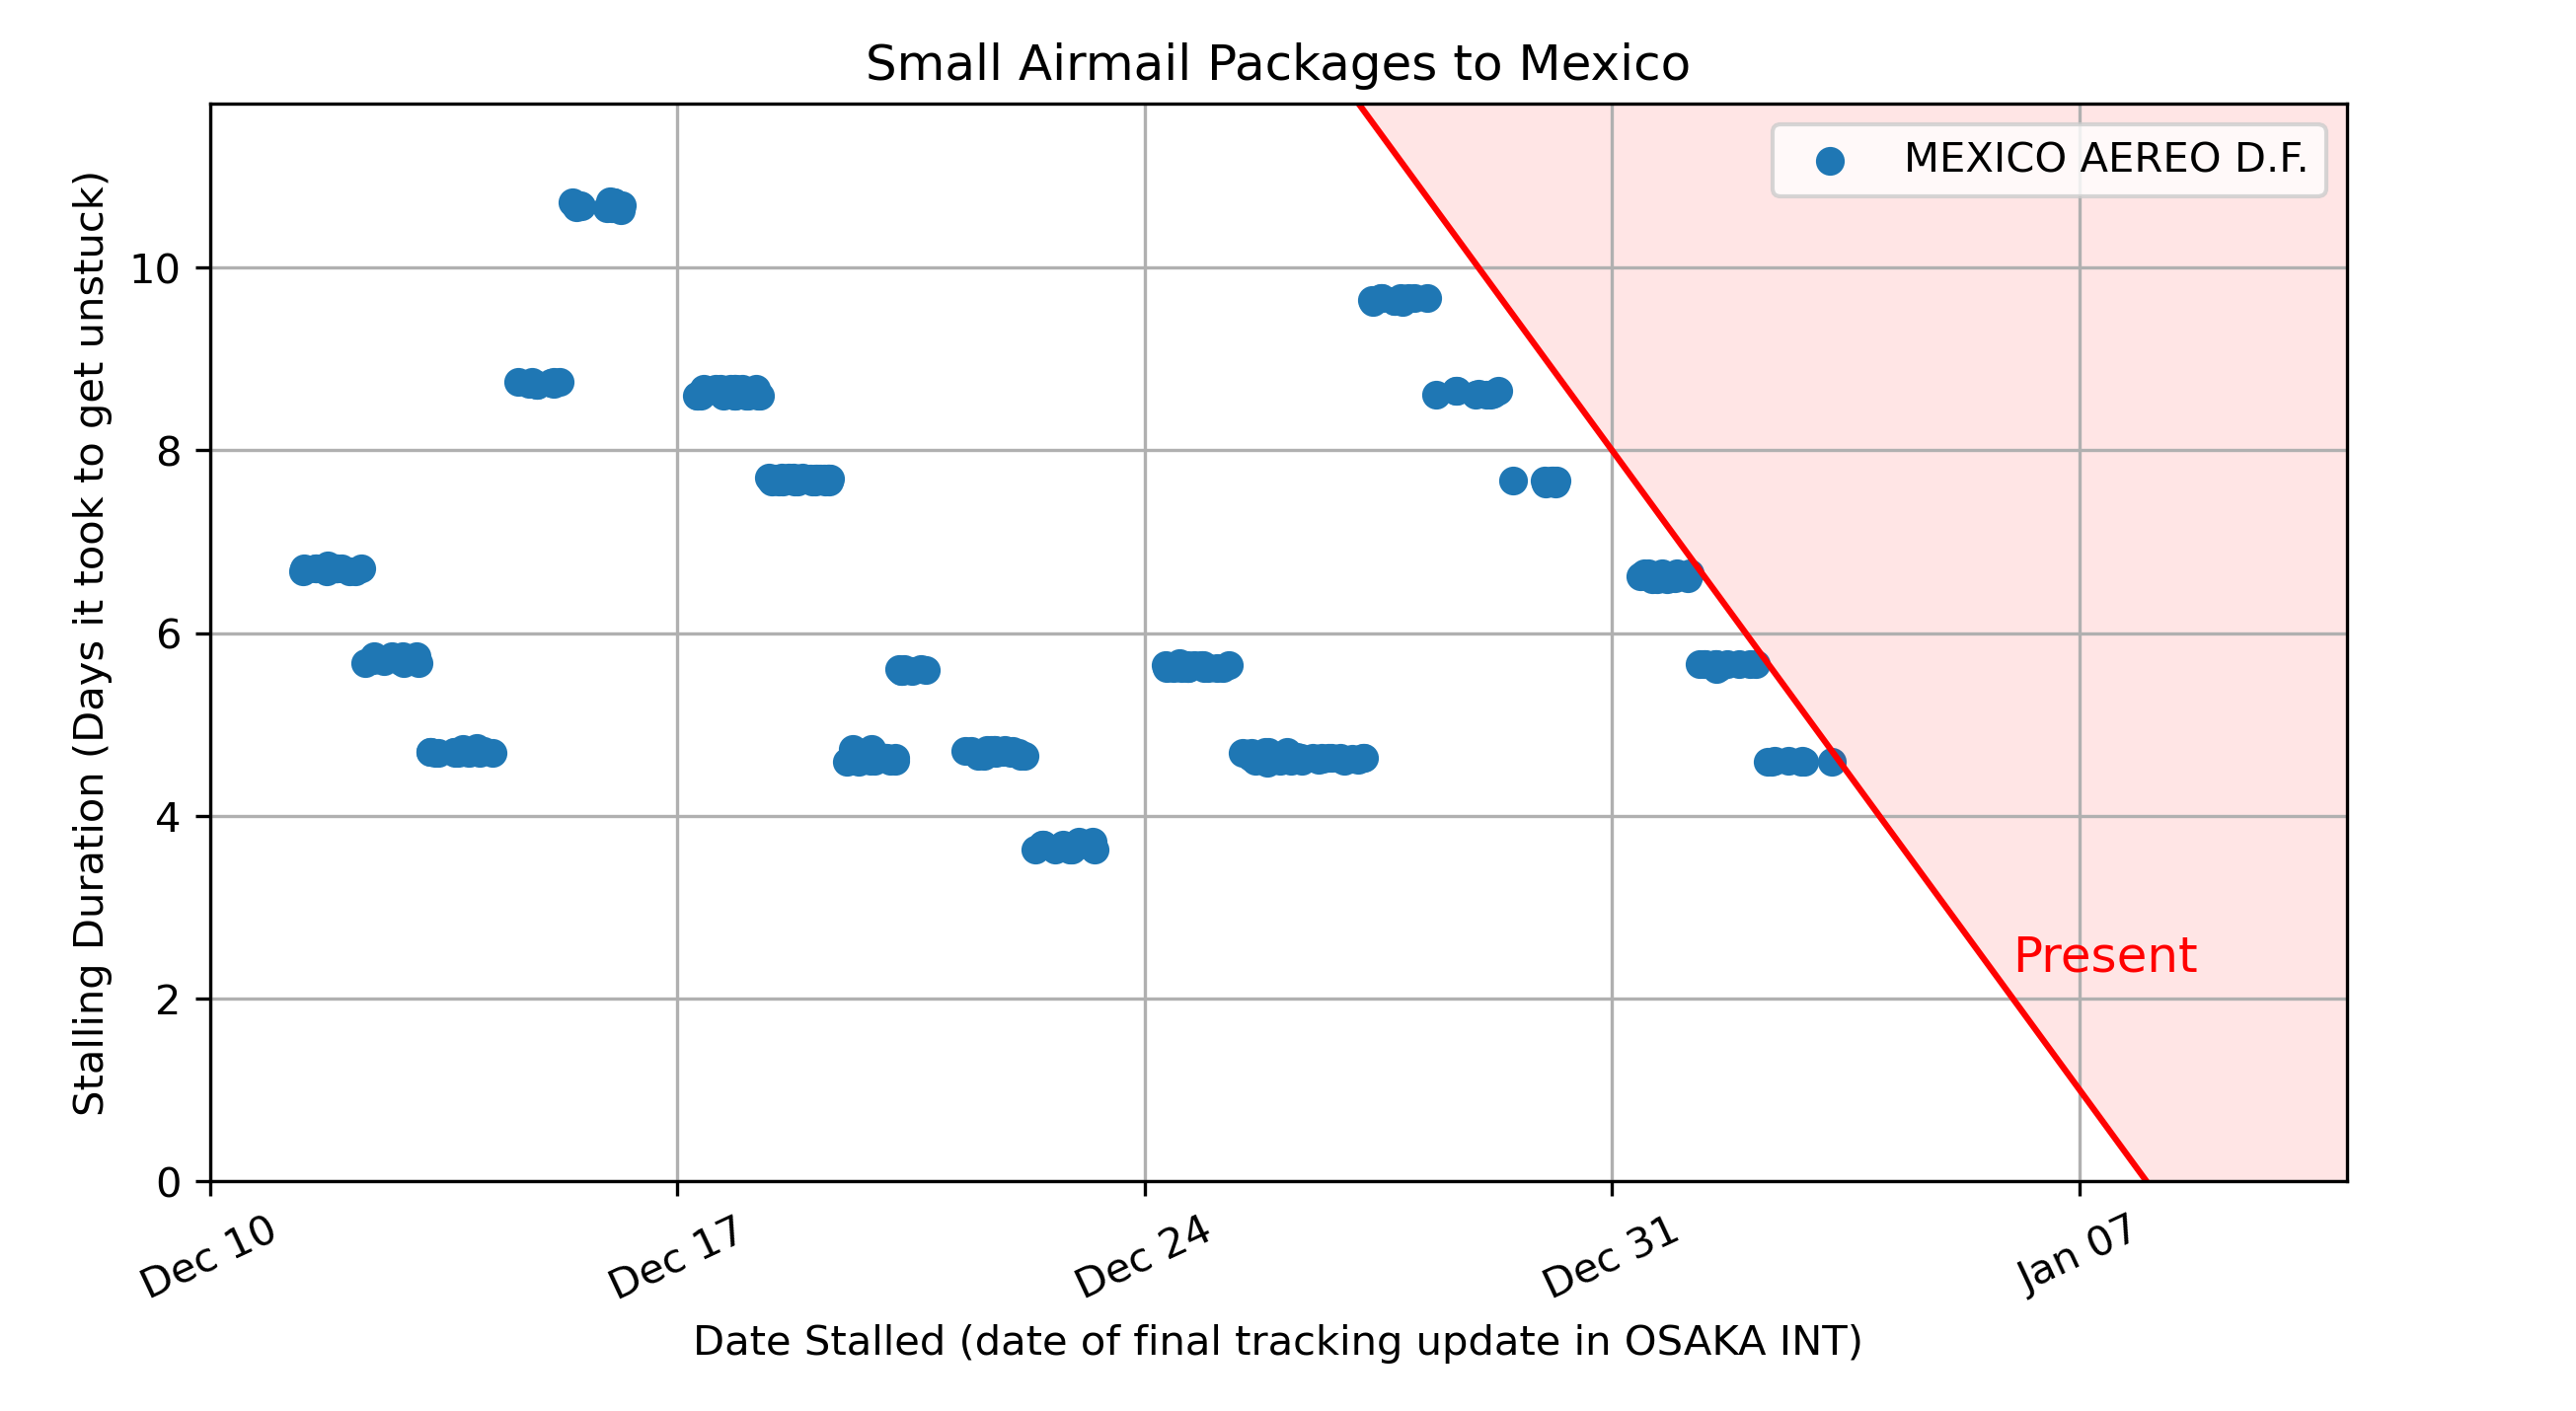 Small Airmail Packages to Mexico
MEXICO AEREO D.F.
Stalling Duration (Days it took to get unstuck)
10
8
6
4
2
0
Present
Dec 10
Dec 17
Dec 24
Dec 31
Jan 07
Date Stalled (date of final tracking update in OSAKA INT)